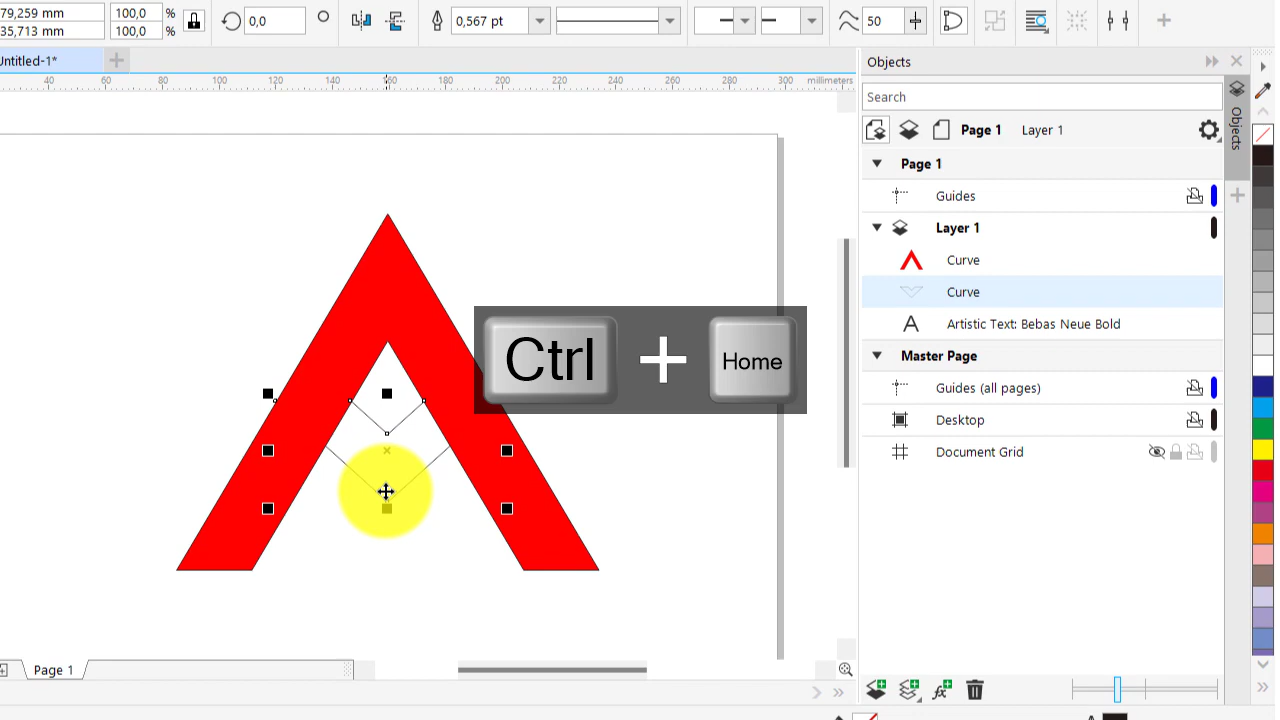 79,259 mm
35,713 mm
100,0 %
100,0 %
0,0
0,567 pt
50
Untitled-1*
40 60 80 100 120 140 160 180 200 220 240 260 280 300 millimeters
Objects
Search
Page 1 Layer 1
Objects
Page 1
Guides
Layer 1
Curve
Curve
A Artistic Text: Bebas Neue Bold
Master Page
Guides (all pages)
Desktop
Document Grid
Ctrl + Home
Page 1